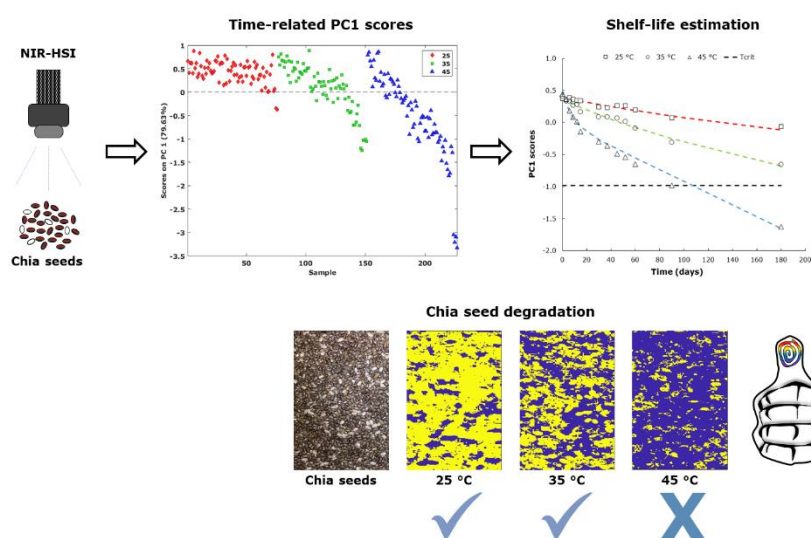 NIR-HSI
Chia seeds
Time-related PC1 scores
25
35
45
1
0.5
0
-0.5
-1
-1.5
-2
-2.5
-3
-3.5
Scores on PC 1 (79.63%)
50
100
150
200
Sample
Shelf-life estimation
25 °C
35 °C
45 °C
Tcrit
1.0
0.5
0.0
-0.5
-1.0
-1.5
-2.0
PC1 scores
0 20 40 60 80 100 120 140 160 180 200
Time (days)
Chia seed degradation
Chia seeds
25 °C
35 °C
45 °C